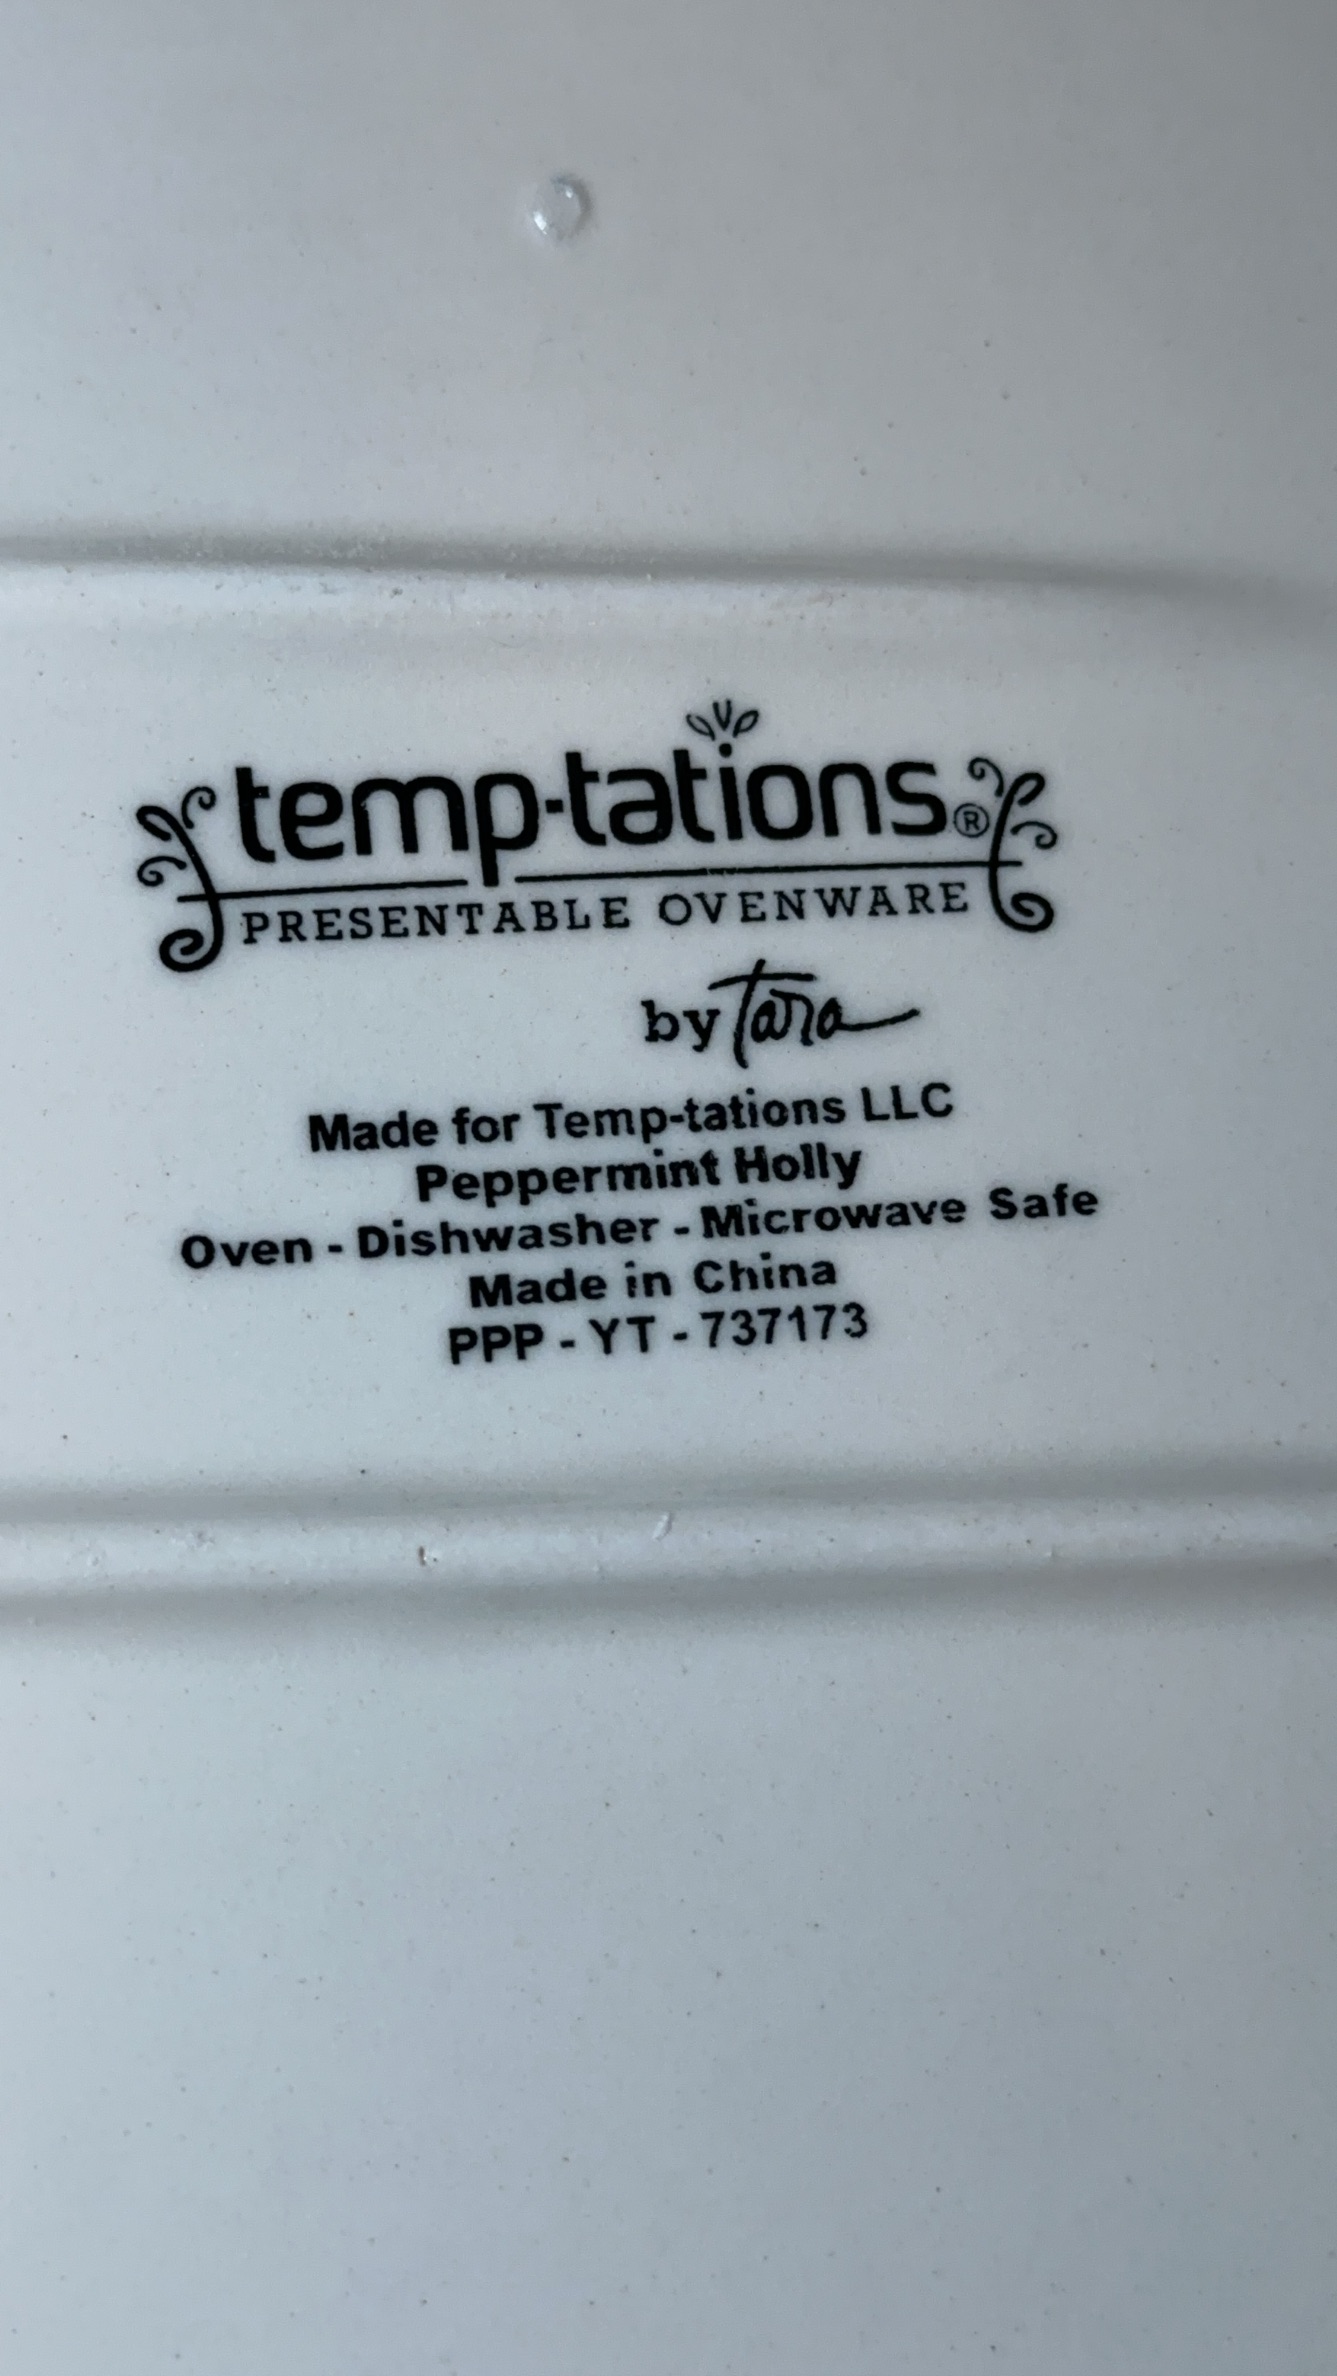 temp-tations®
PRESENTABLE OVENWARE
by Tara
Made for Temp-tations LLC
Peppermint Holly
Oven - Dishwasher - Microwave Safe
Made in China
PPP - YT - 737173